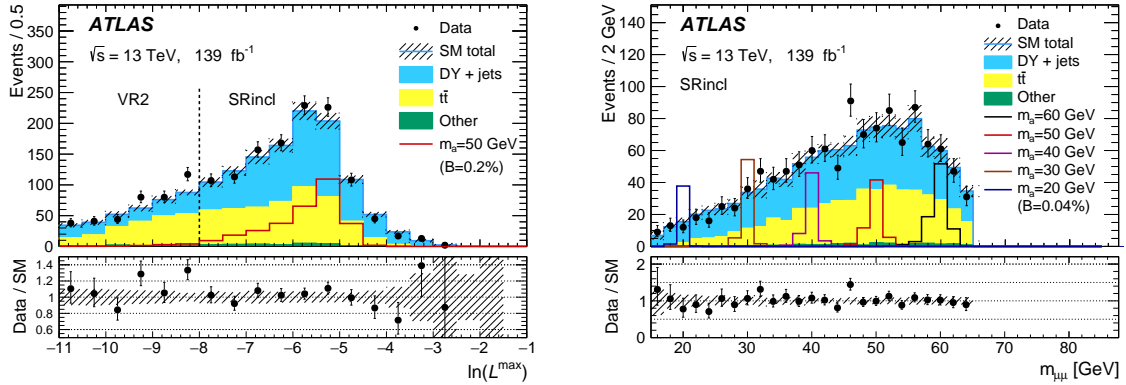 ATLAS
√s = 13 TeV, 139 fb⁻¹
VR2
SRincl
Data
SM total
DY + jets
tt̄
Other
mₐ=50 GeV
(B=0.2%)
Events / 0.5
350
300
250
200
150
100
50
0
Data / SM
1.4
1.2
1
0.8
0.6
−11 −10 −9 −8 −7 −6 −5 −4 −3 −2 −1
ln(Lᵐᵃˣ)
ATLAS
√s = 13 TeV, 139 fb⁻¹
SRincl
Data
SM total
DY + jets
tt̄
Other
mₐ=60 GeV
mₐ=50 GeV
mₐ=40 GeV
mₐ=30 GeV
mₐ=20 GeV
(B=0.04%)
Events / 2 GeV
140
120
100
80
60
40
20
0
Data / SM
2
1
0
20 30 40 50 60 70 80
m_μμ [GeV]